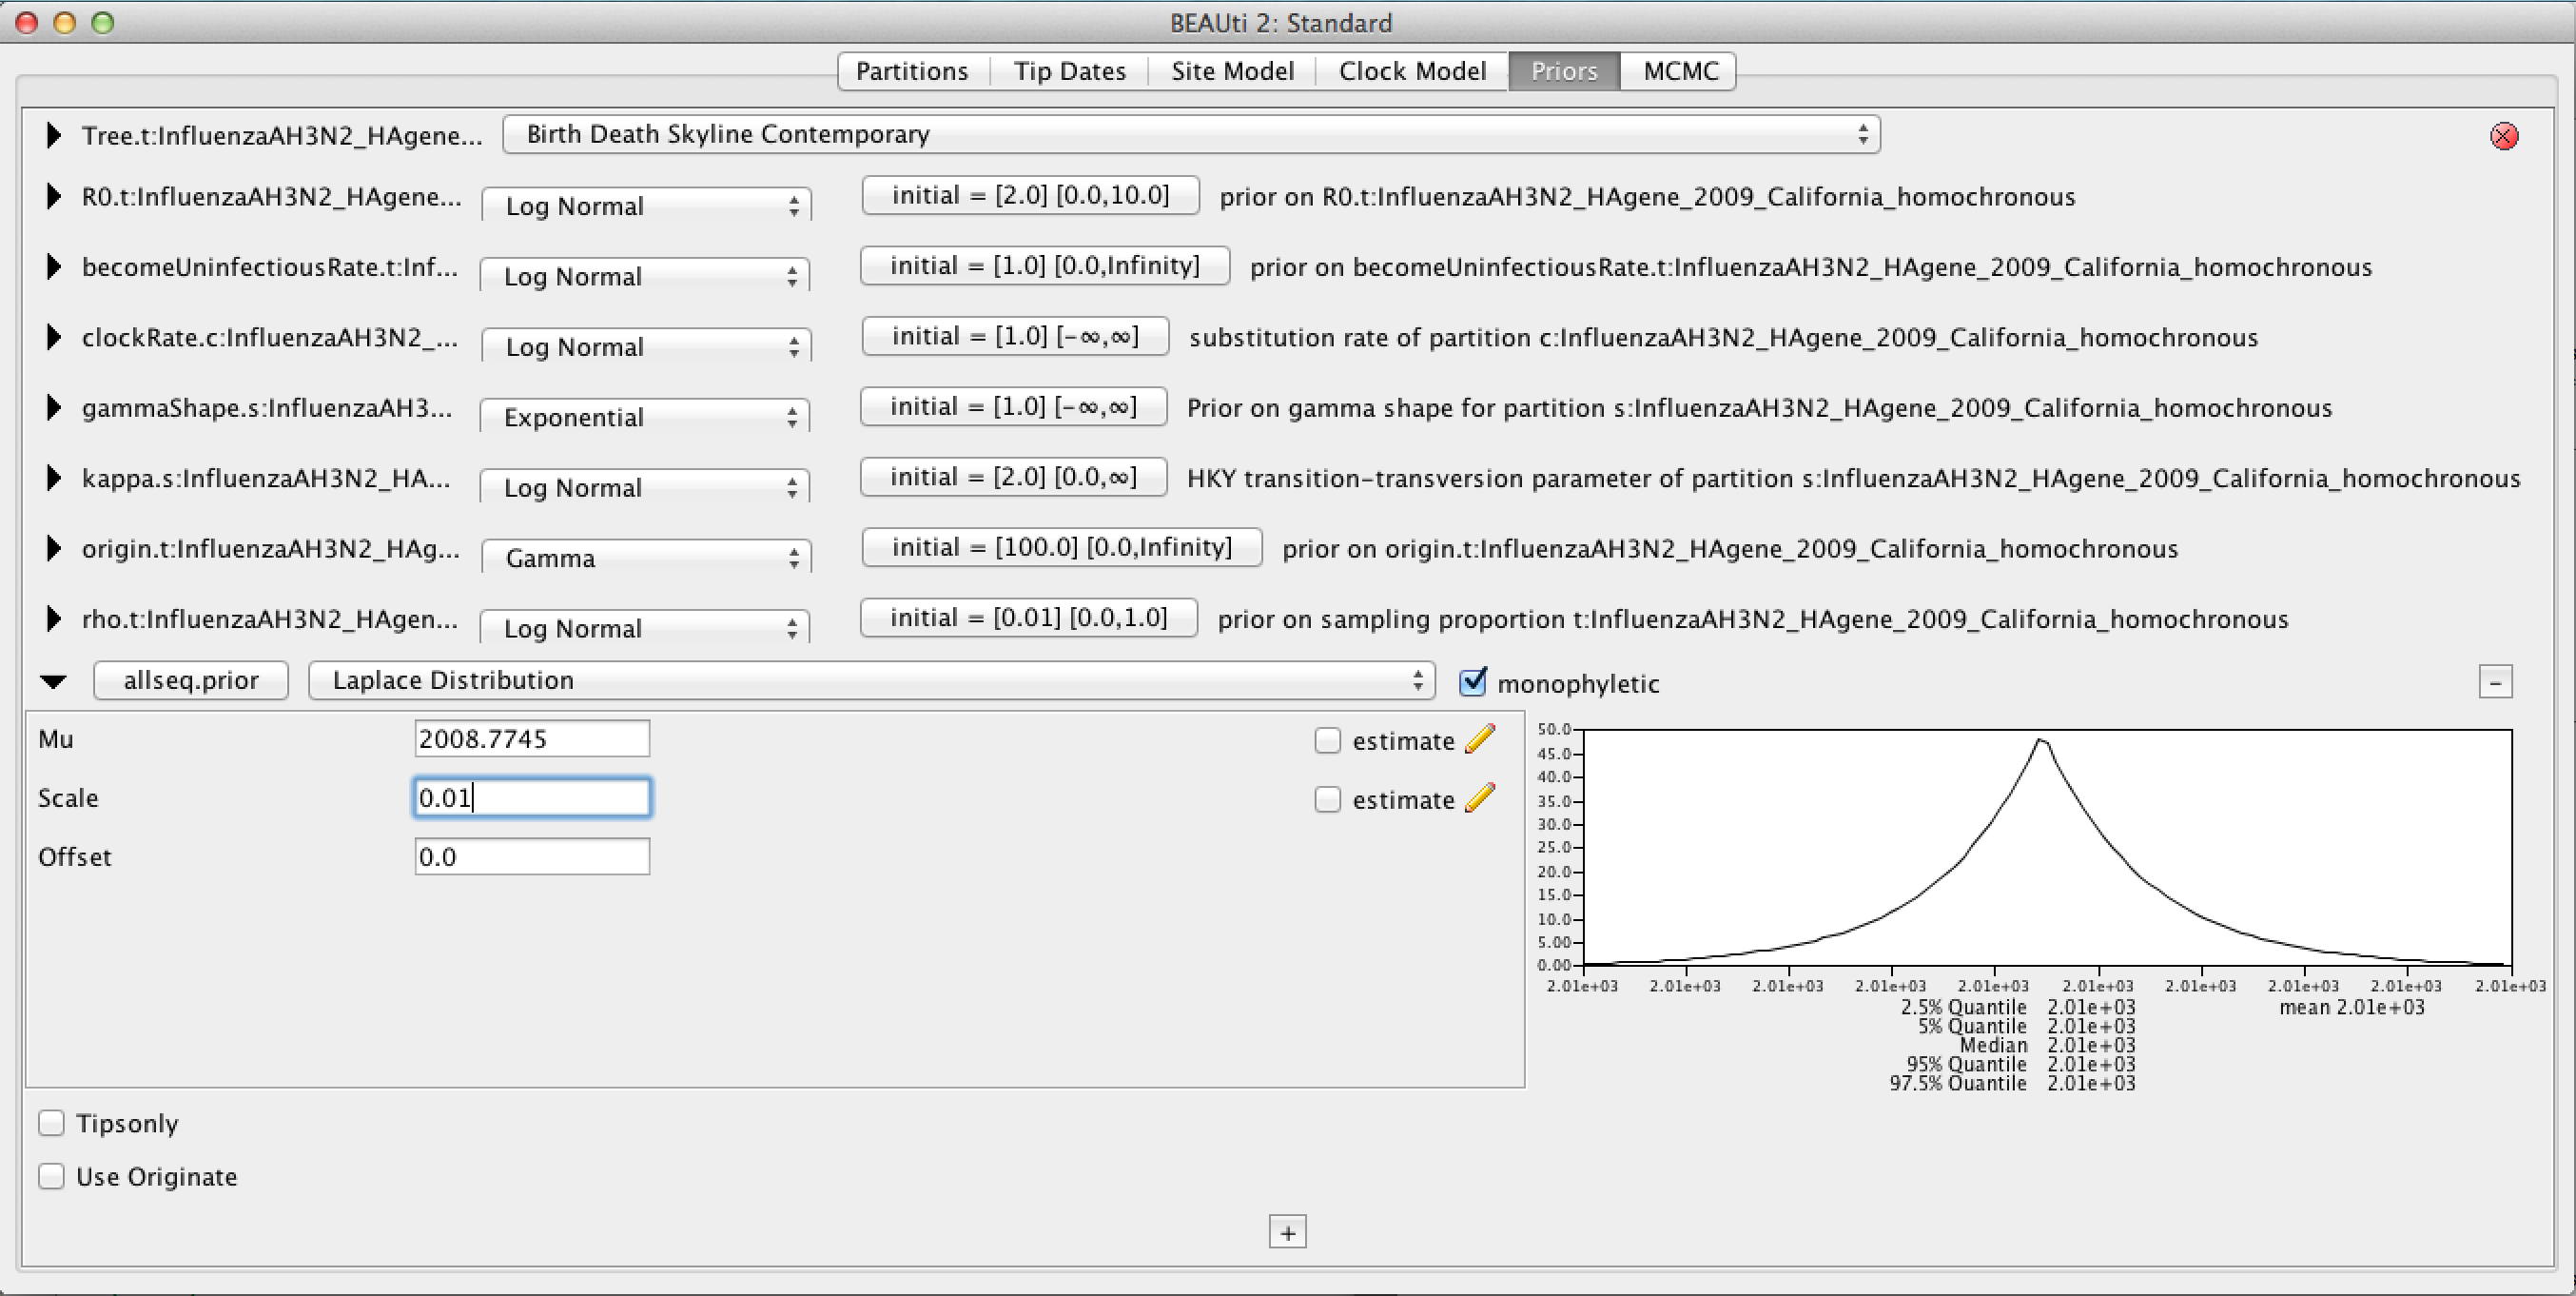 BEAUti 2: Standard
Partitions Tip Dates Site Model Clock Model Priors MCMC
Tree.t:InfluenzaAH3N2_HAgene... Birth Death Skyline Contemporary
R0.t:InfluenzaAH3N2_HAgene... Log Normal initial = [2.0] [0.0,10.0] prior on R0.t:InfluenzaAH3N2_HAgene_2009_California_homochronous
becomeUninfectiousRate.t:Inf... Log Normal initial = [1.0] [0.0,Infinity] prior on becomeUninfectiousRate.t:InfluenzaAH3N2_HAgene_2009_California_homochronous
clockRate.c:InfluenzaAH3N2_... Log Normal initial = [1.0] [-∞,∞] substitution rate of partition c:InfluenzaAH3N2_HAgene_2009_California_homochronous
gammaShape.s:InfluenzaAH3... Exponential initial = [1.0] [-∞,∞] Prior on gamma shape for partition s:InfluenzaAH3N2_HAgene_2009_California_homochronous
kappa.s:InfluenzaAH3N2_HA... Log Normal initial = [2.0] [0.0,∞] HKY transition-transversion parameter of partition s:InfluenzaAH3N2_HAgene_2009_California_homochronous
origin.t:InfluenzaAH3N2_HAg... Gamma initial = [100.0] [0.0,Infinity] prior on origin.t:InfluenzaAH3N2_HAgene_2009_California_homochronous
rho.t:InfluenzaAH3N2_HAgen... Log Normal initial = [0.01] [0.0,1.0] prior on sampling proportion t:InfluenzaAH3N2_HAgene_2009_California_homochronous
allseq.prior Laplace Distribution monophyletic -
Mu 2008.7745 estimate
Scale 0.01 estimate
Offset 0.0
50.0
45.0
40.0
35.0
30.0
25.0
20.0
15.0
10.0
5.00
0.00
2.01e+03 2.01e+03 2.01e+03 2.01e+03 2.01e+03 2.01e+03 2.01e+03 2.01e+03 2.01e+03 2.01e+03
2.5% Quantile 2.01e+03 mean 2.01e+03
5% Quantile 2.01e+03
Median 2.01e+03
95% Quantile 2.01e+03
97.5% Quantile 2.01e+03
Tipsonly
Use Originate
+